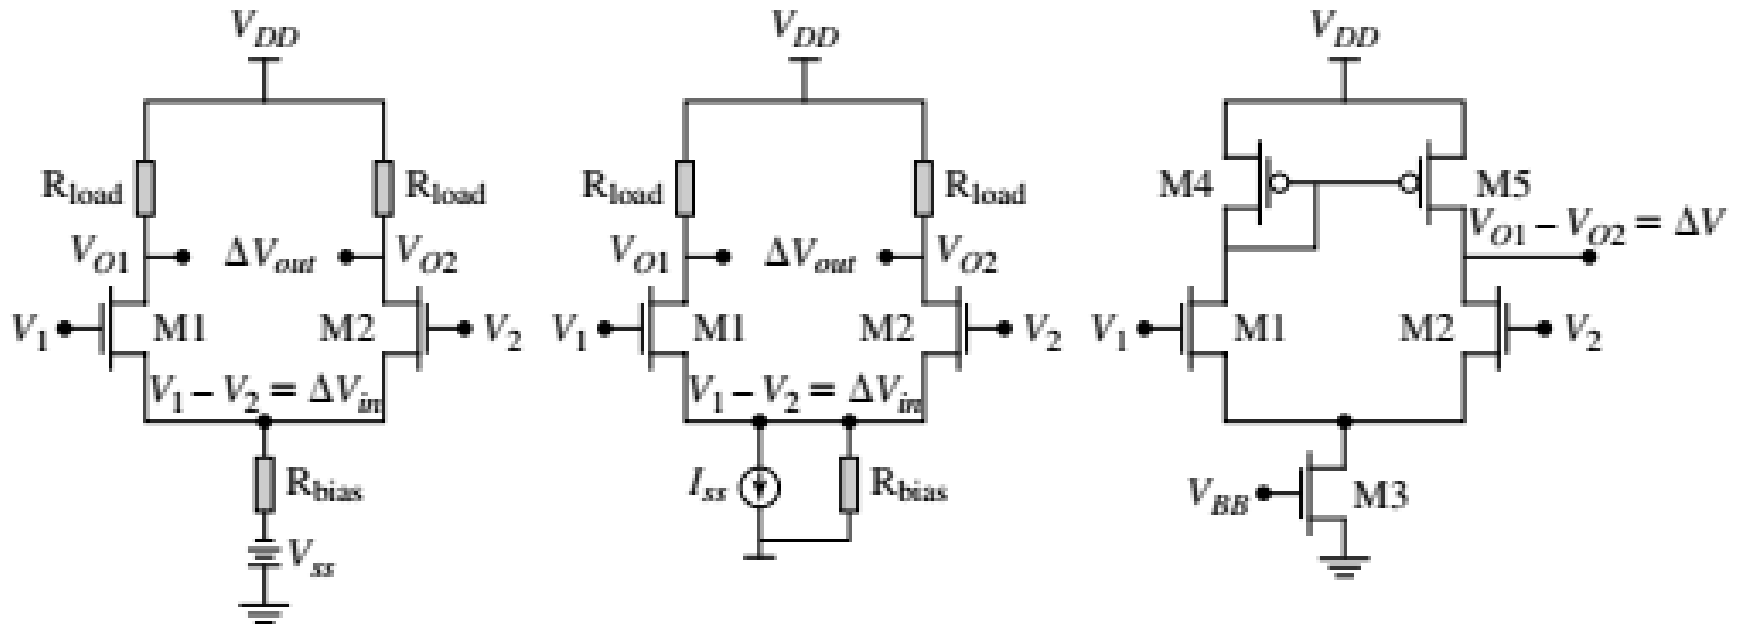 V_DD V_DD V_DD
R_load R_load R_load R_load M4 M5
V_O1 ΔV_out V_O2 V_O1 ΔV_out V_O2 V_O1 − V_O2 = ΔV
V_1 M1 M2 V_2 V_1 M1 M2 V_2 V_1 M1 M2 V_2
V_1 − V_2 = ΔV_in V_1 − V_2 = ΔV_in
R_bias I_ss R_bias V_BB M3
V_ss